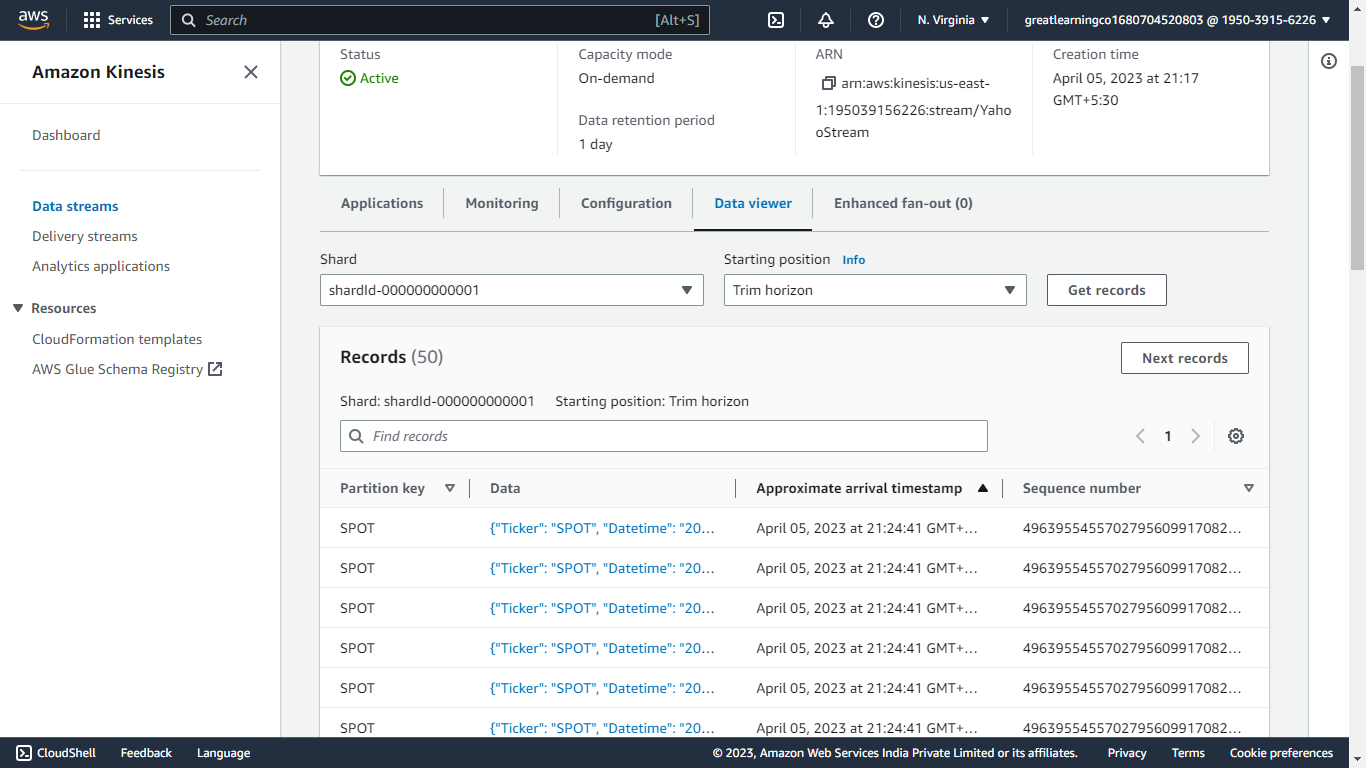 aws Services Search [Alt+S] N. Virginia greatlearningco1680704520803 @ 1950-3915-6226
Amazon Kinesis
Dashboard
Data streams
Delivery streams
Analytics applications
Resources
CloudFormation templates
AWS Glue Schema Registry
Status
Active
Capacity mode
On-demand
Data retention period
1 day
ARN
arn:aws:kinesis:us-east-
1:195039156226:stream/Yaho
oStream
Creation time
April 05, 2023 at 21:17
GMT+5:30
Applications Monitoring Configuration Data viewer Enhanced fan-out (0)
Shard
shardId-000000000001
Starting position Info
Trim horizon
Get records
Records (50)
Next records
Shard: shardId-000000000001 Starting position: Trim horizon
Find records
1
Partition key Data Approximate arrival timestamp Sequence number
SPOT {"Ticker": "SPOT", "Datetime": "20... April 05, 2023 at 21:24:41 GMT+... 4963955455702795609917082...
SPOT {"Ticker": "SPOT", "Datetime": "20... April 05, 2023 at 21:24:41 GMT+... 4963955455702795609917082...
SPOT {"Ticker": "SPOT", "Datetime": "20... April 05, 2023 at 21:24:41 GMT+... 4963955455702795609917082...
SPOT {"Ticker": "SPOT", "Datetime": "20... April 05, 2023 at 21:24:41 GMT+... 4963955455702795609917082...
SPOT {"Ticker": "SPOT", "Datetime": "20... April 05, 2023 at 21:24:41 GMT+... 4963955455702795609917082...
SPOT {"Ticker": "SPOT", "Datetime": "20... April 05, 2023 at 21:24:41 GMT+... 4963955455702795609917082...
CloudShell Feedback Language © 2023, Amazon Web Services India Private Limited or its affiliates. Privacy Terms Cookie preferences